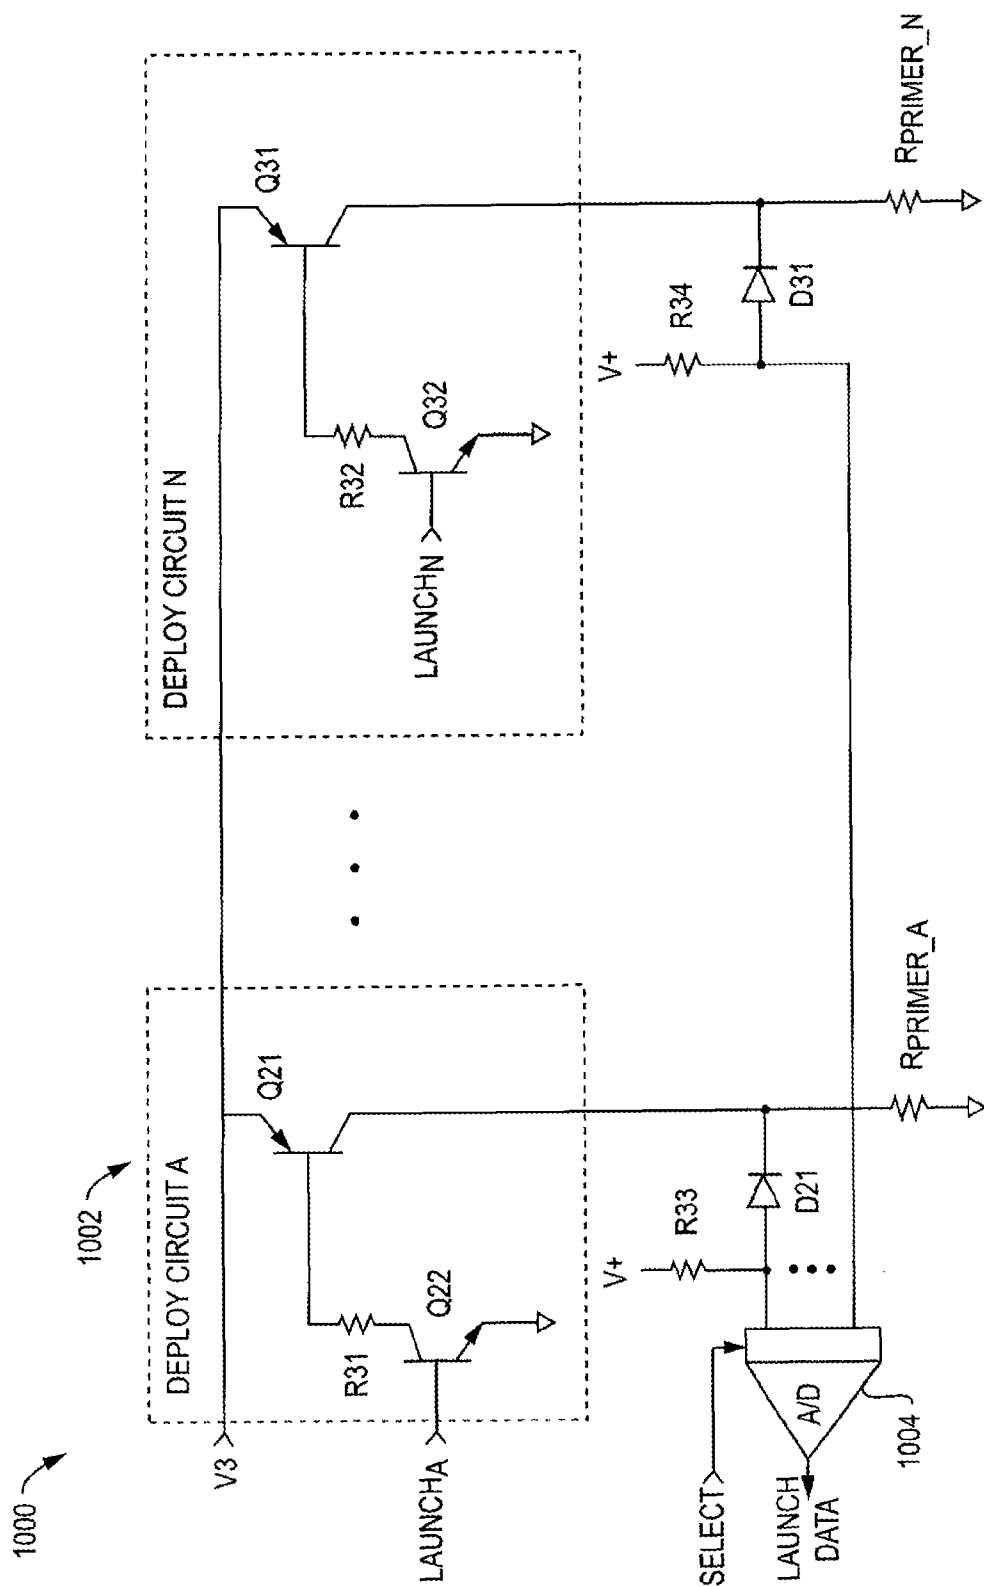 1000
1002
V3
DEPLOY CIRCUIT A
Q21
R31
Q22
LAUNCHA
DEPLOY CIRCUIT N
Q31
R32
Q32
LAUNCHN
V+
R33
D21
RPRIMER_A
V+
R34
D31
RPRIMER_N
SELECT
A/D
1004
LAUNCH
DATA